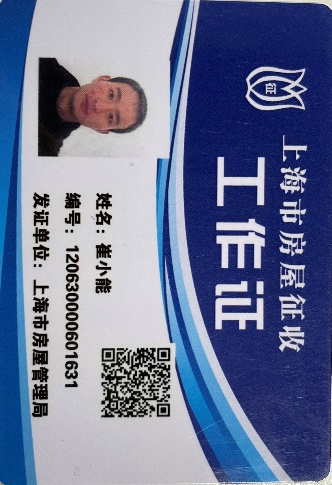 征
上海市房屋征收
工作证
姓名：崔小能
编号：120630000601631
发证单位：上海市房屋管理局